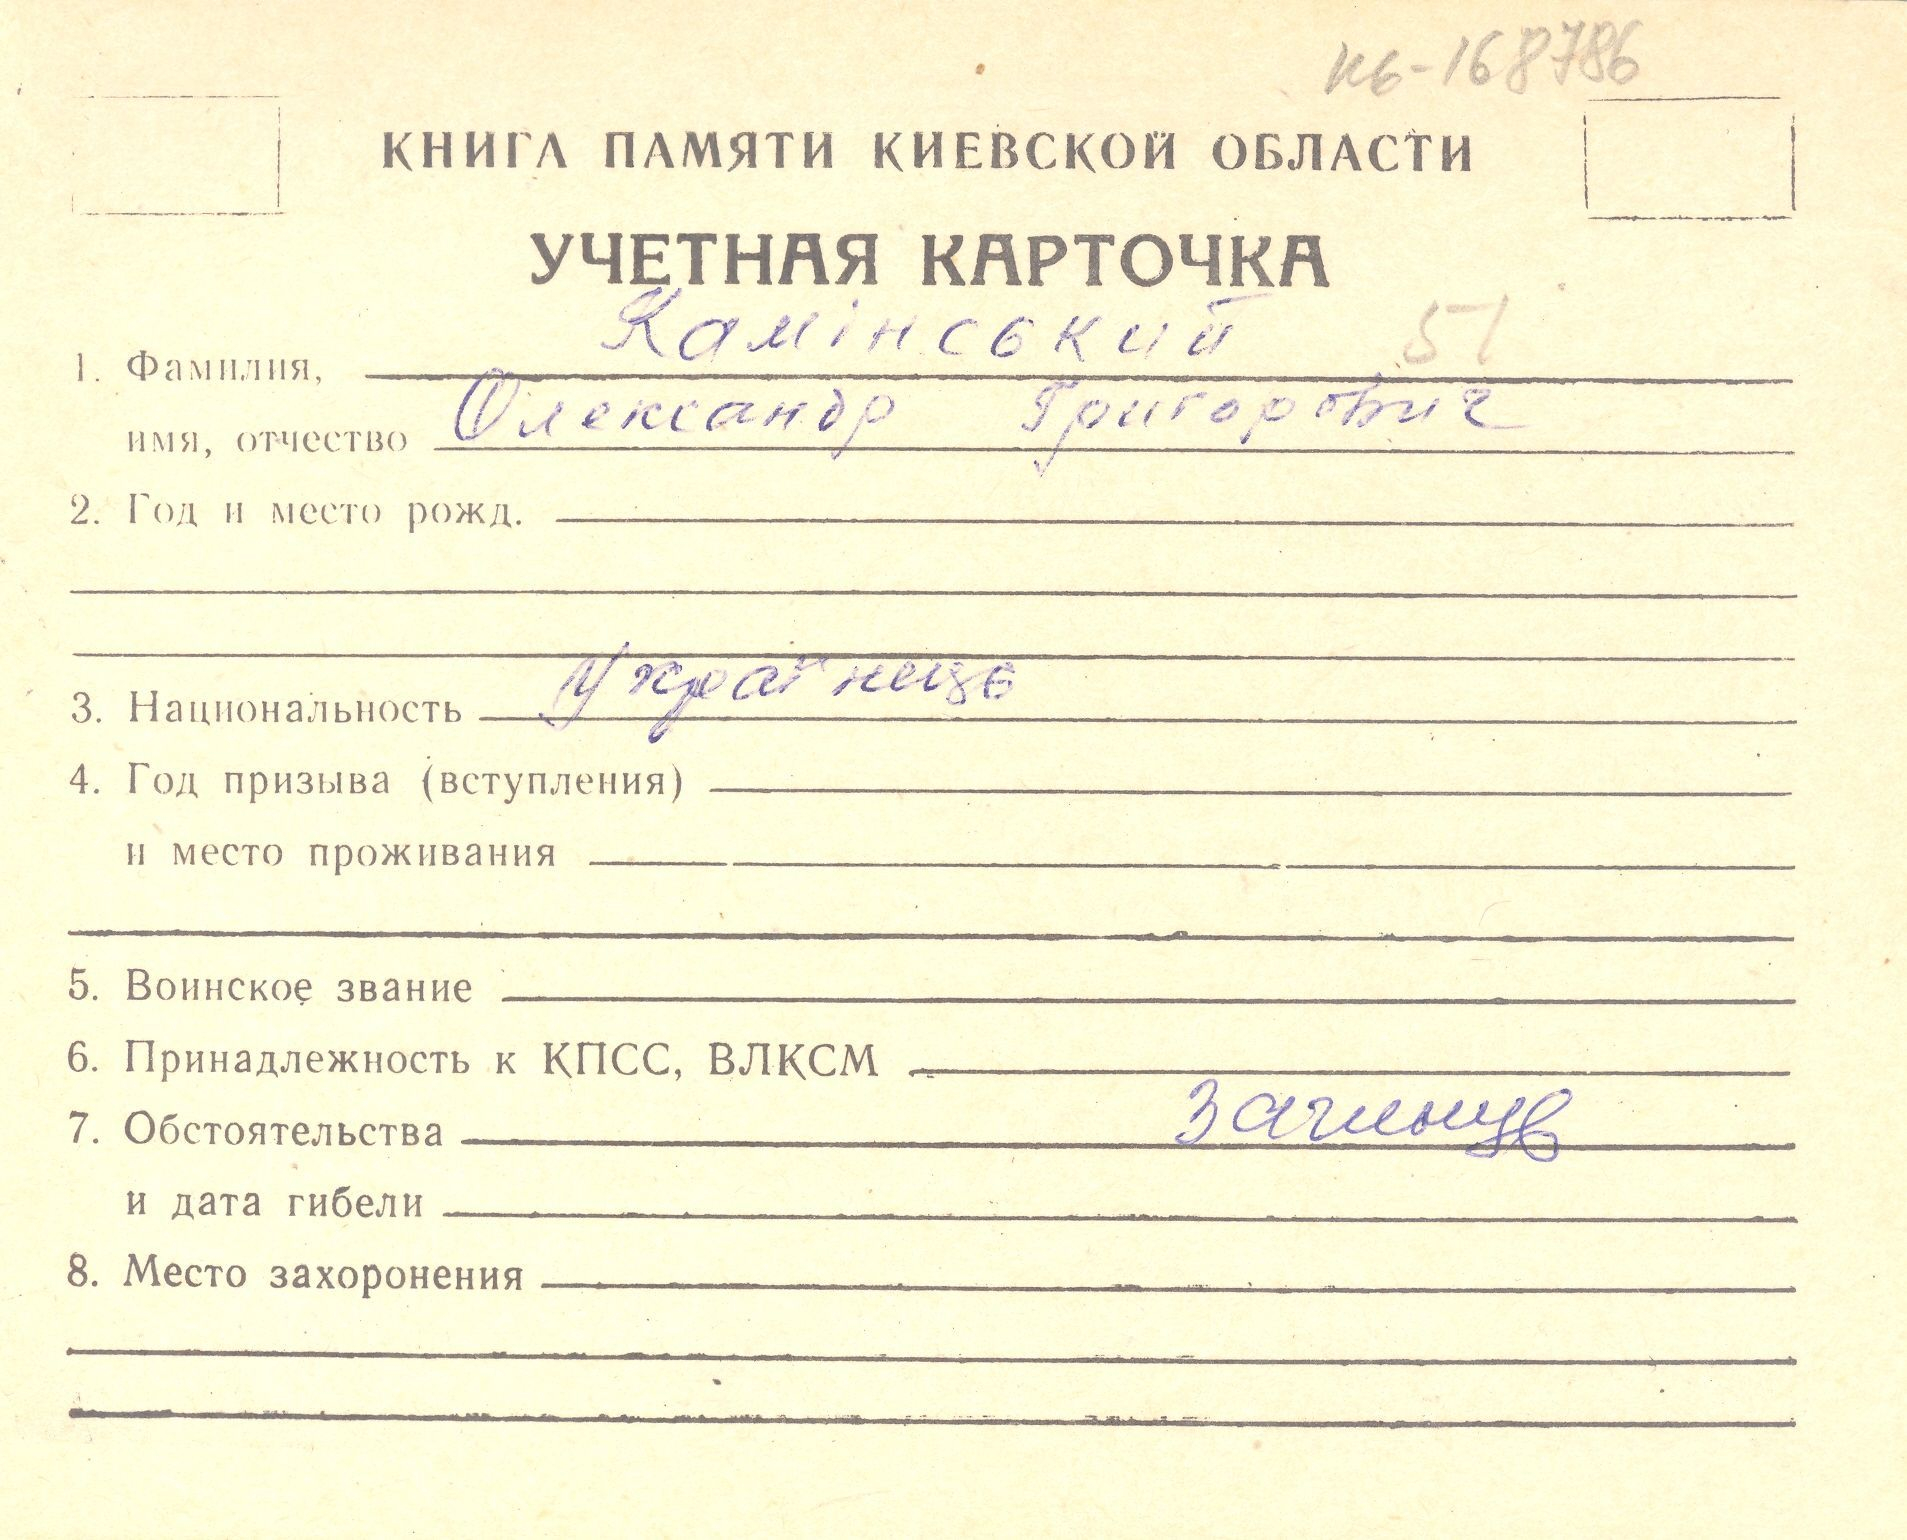 КВ-168786
КНИГА ПАМЯТИ КИЕВСКОЙ ОБЛАСТИ
УЧЕТНАЯ КАРТОЧКА
1. Фамилия, Камінський 51
имя, отчество Олександр Григорович
2. Год и место рожд.
3. Национальность Українець
4. Год призыва (вступления)
и место проживания
5. Воинское звание
6. Принадлежность к КПСС, ВЛКСМ
7. Обстоятельства
и дата гибели
8. Место захоронения